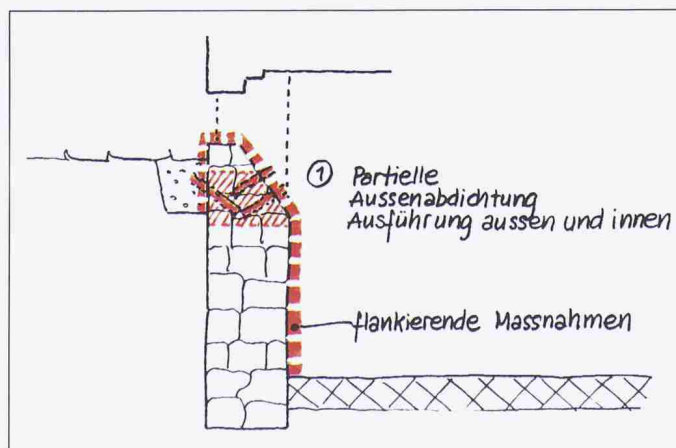 ① Partielle
Aussenabdichtung
Ausführung aussen und innen
flankierende Massnahmen